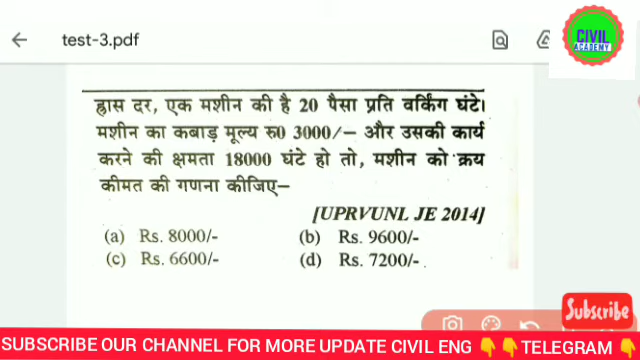 test-3.pdf
CIVIL
ACADEMY
ह्रास दर, एक मशीन की है 20 पैसा प्रति वर्किंग घंटे।
मशीन का कबाड़ मूल्य रु0 3000/– और उसकी कार्य
करने की क्षमता 18000 घंटे हो तो, मशीन को क्रय
कीमत की गणना कीजिए–
[UPRVUNL JE 2014]
(a) Rs. 8000/- (b) Rs. 9600/-
(c) Rs. 6600/- (d) Rs. 7200/-
Subscribe
SUBSCRIBE OUR CHANNEL FOR MORE UPDATE CIVIL ENG 👇👇TELEGRAM 👇